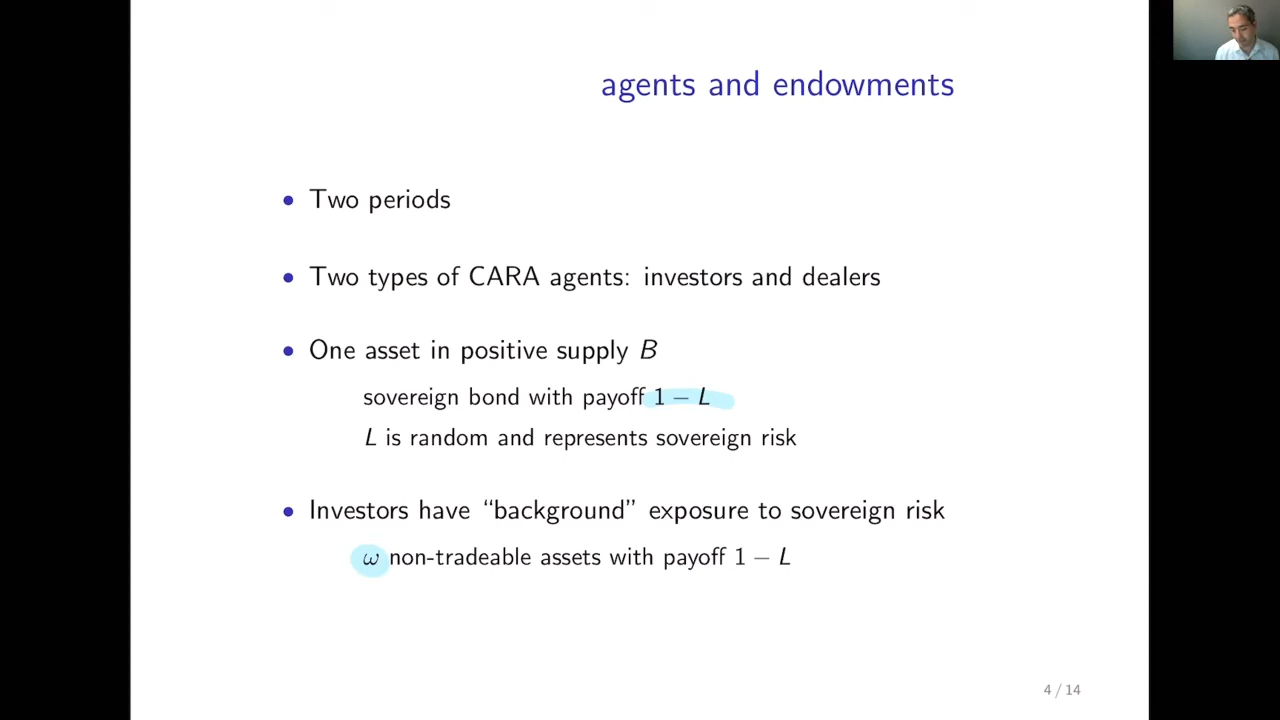 agents and endowments
• Two periods
• Two types of CARA agents: investors and dealers
• One asset in positive supply B
sovereign bond with payoff 1 − L
L is random and represents sovereign risk
• Investors have “background” exposure to sovereign risk
ω non-tradeable assets with payoff 1 − L
4 / 14